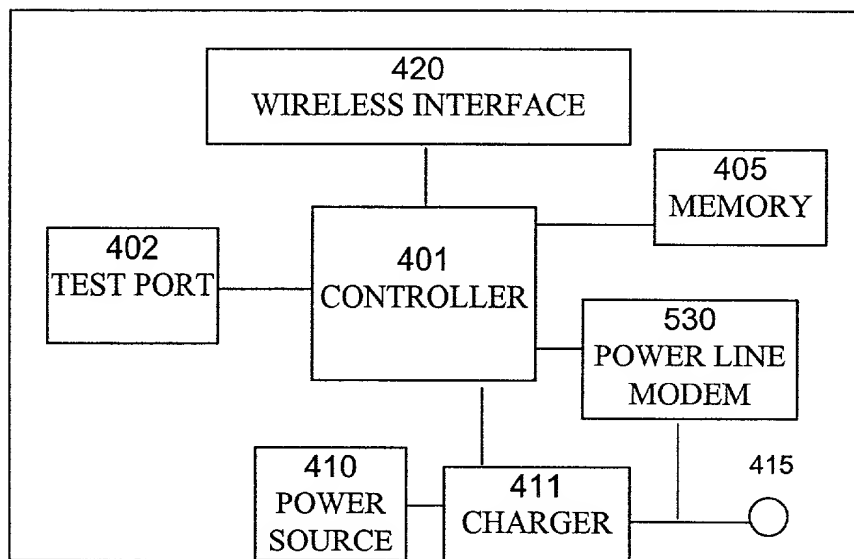 420
WIRELESS INTERFACE
405
MEMORY
402
TEST PORT
401
CONTROLLER
530
POWER LINE
MODEM
410
POWER
SOURCE
411
CHARGER
415